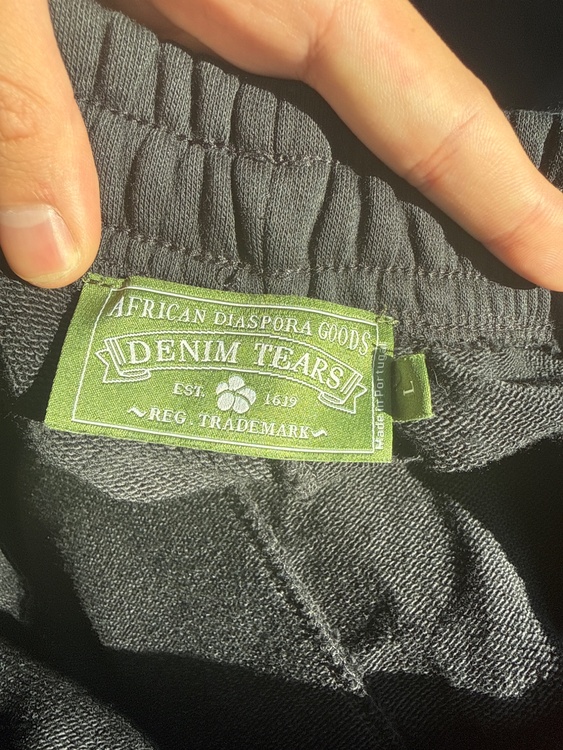 AFRICAN DIASPORA GOODS
DENIM TEARS
EST. 1619
~REG. TRADEMARK~
Made in Portugal
L